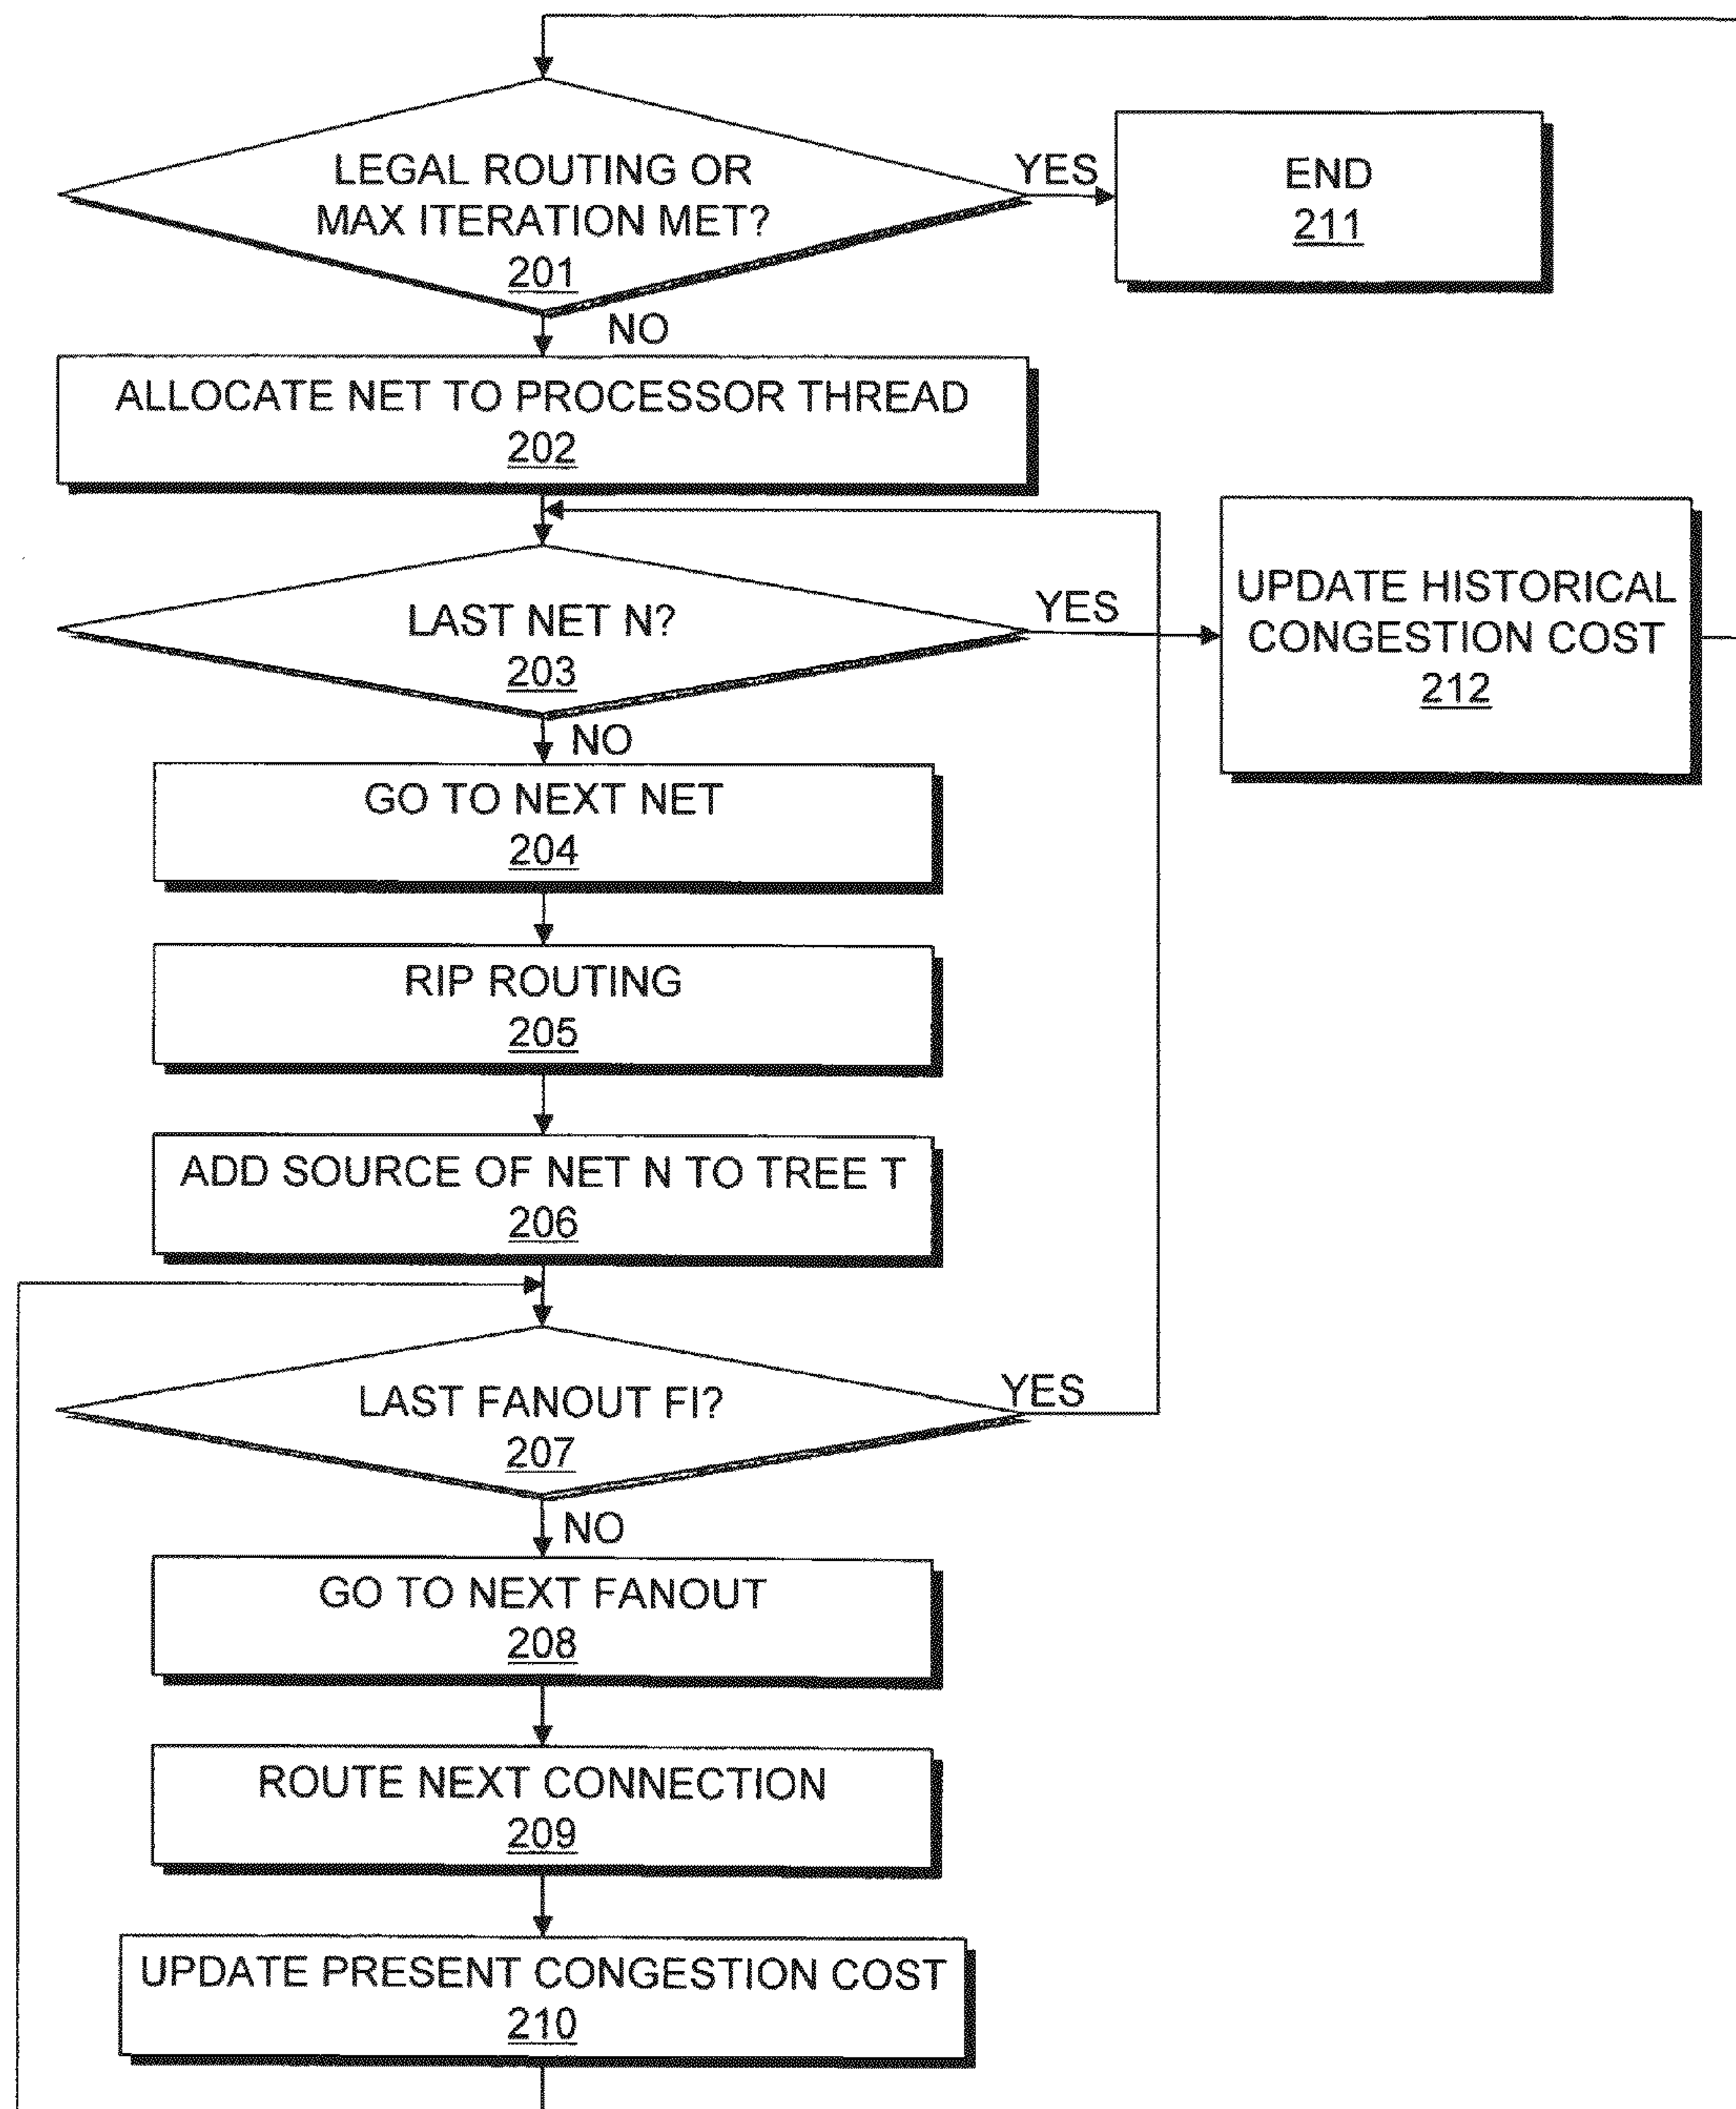 LEGAL ROUTING OR
MAX ITERATION MET?
201
YES
END
211
NO
ALLOCATE NET TO PROCESSOR THREAD
202
LAST NET N?
203
YES
UPDATE HISTORICAL
CONGESTION COST
212
NO
GO TO NEXT NET
204
RIP ROUTING
205
ADD SOURCE OF NET N TO TREE T
206
LAST FANOUT FI?
207
YES
NO
GO TO NEXT FANOUT
208
ROUTE NEXT CONNECTION
209
UPDATE PRESENT CONGESTION COST
210